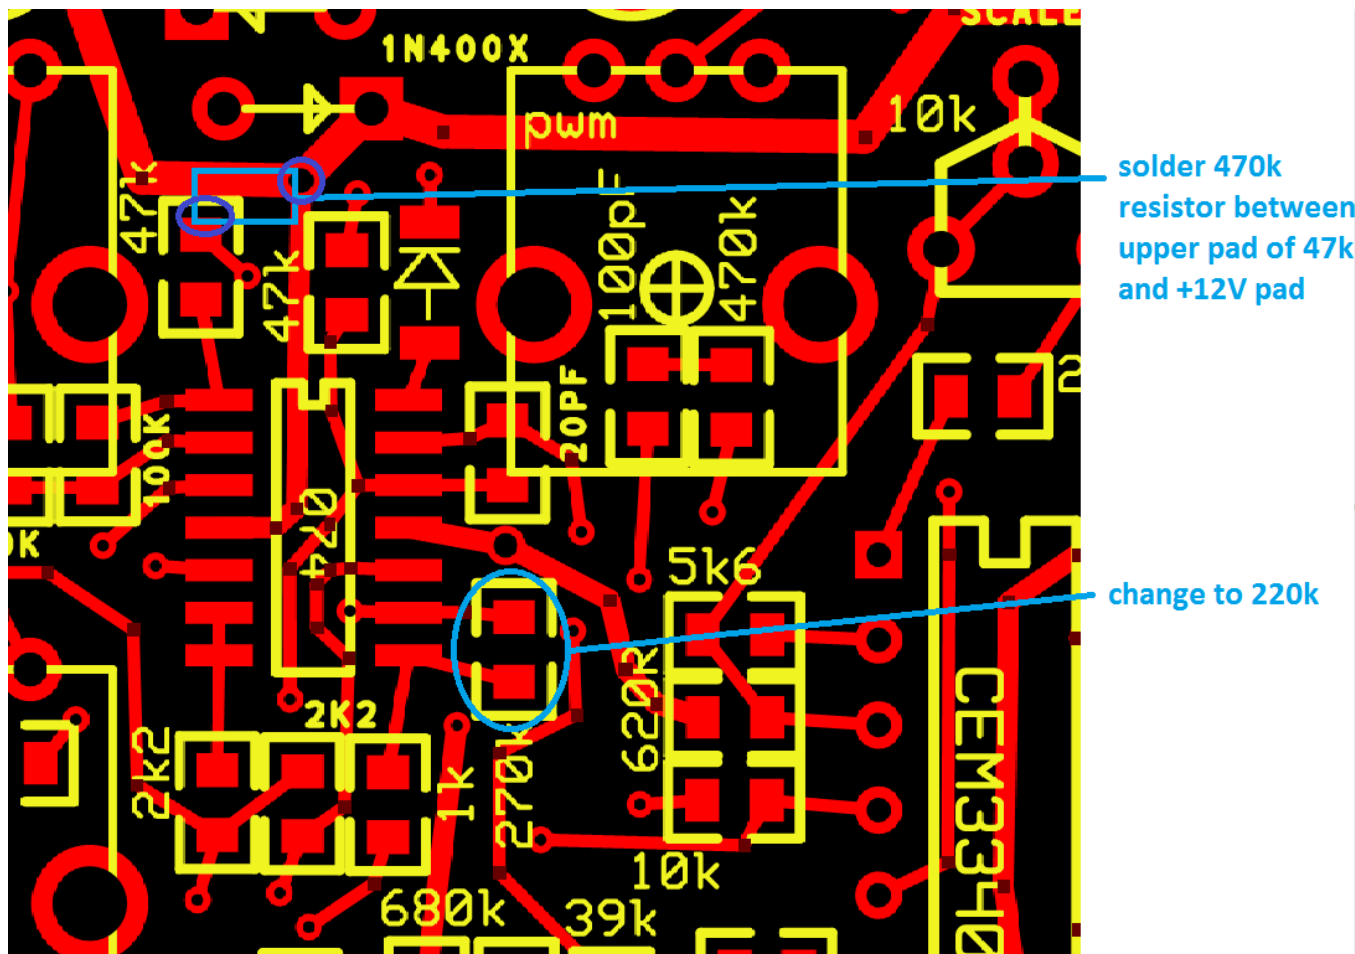 SCALE
1N400X
pwm
10k
solder 470k
resistor between
upper pad of 47k
and +12V pad
47k
47k
100pF
470k
20PF
100K
074
5k6
change to 220k
620R
2K2
2k2
1k
270k
10k
CEM3340
680k
39k